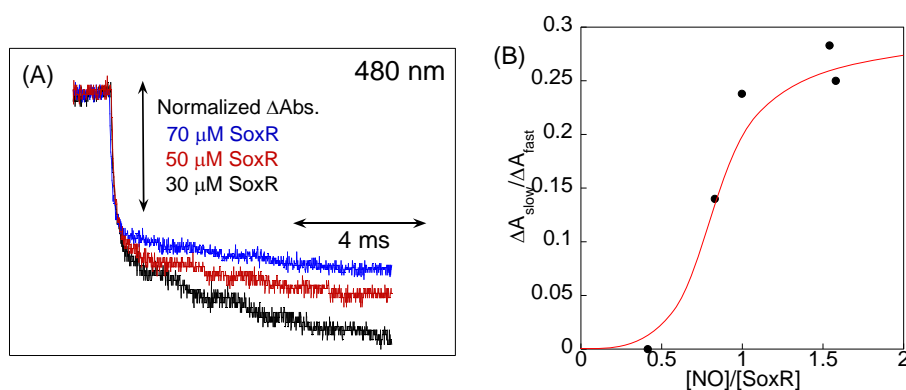 (A)
480 nm
Normalized ΔAbs.
70 μM SoxR
50 μM SoxR
30 μM SoxR
4 ms
(B)
0.3
0.25
0.2
0.15
0.1
0.05
0
0 0.5 1 1.5 2
ΔA_slow/ΔA_fast
[NO]/[SoxR]